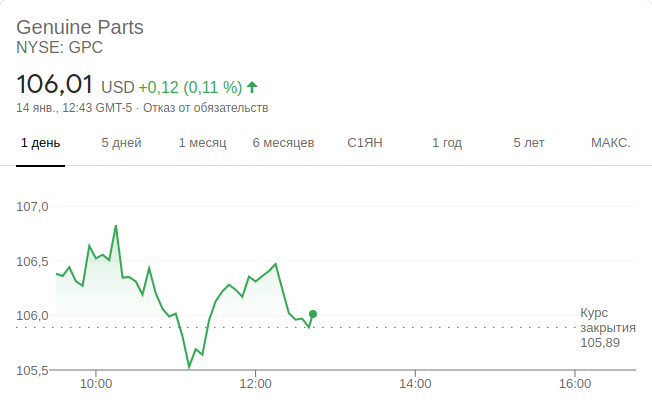 Genuine Parts
NYSE: GPC
106,01 USD +0,12 (0,11 %)
14 янв., 12:43 GMT-5 · Отказ от обязательств
1 день 5 дней 1 месяц 6 месяцев С1ЯН 1 год 5 лет МАКС.
107,0
106,5
106,0
105,5
Курс
закрытия
105,89
10:00 12:00 14:00 16:00